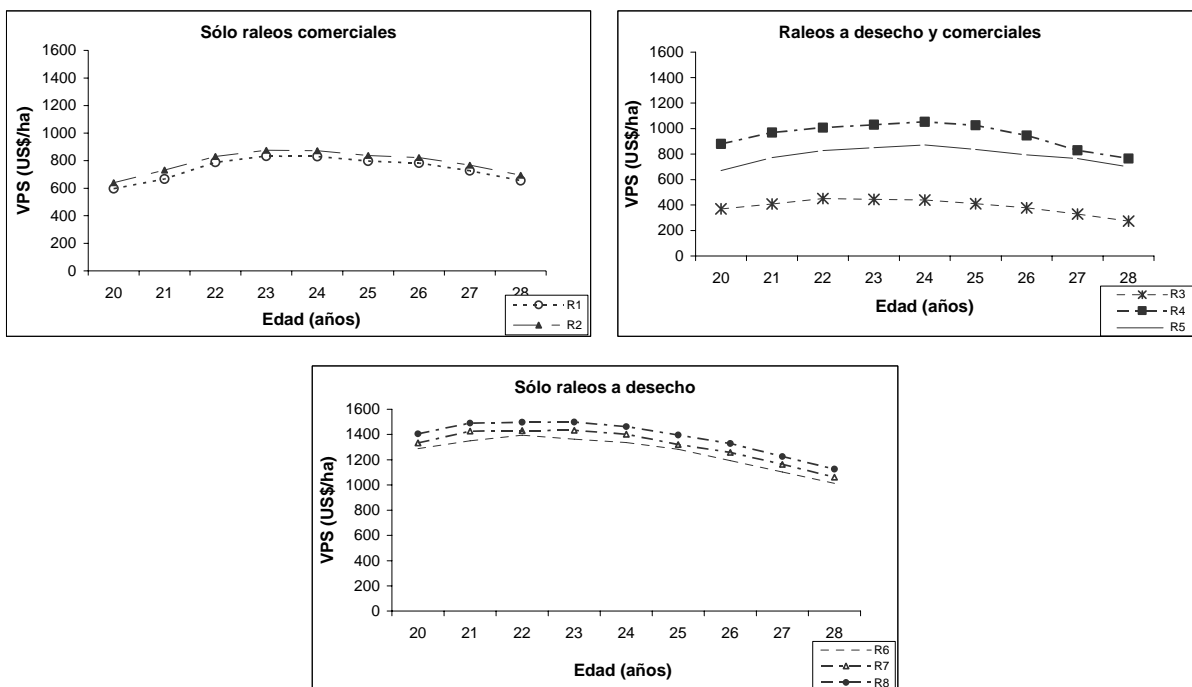 Sólo raleos comerciales
VPS (US$/ha)
1600
1400
1200
1000
800
600
400
200
0
20 21 22 23 24 25 26 27 28
Edad (años)
R1
R2
Raleos a desecho y comerciales
VPS (US$/ha)
1600
1400
1200
1000
800
600
400
200
0
20 21 22 23 24 25 26 27 28
Edad (años)
R3
R4
R5
Sólo raleos a desecho
VPS (US$/ha)
1600
1400
1200
1000
800
600
400
200
0
20 21 22 23 24 25 26 27 28
Edad (años)
R6
R7
R8